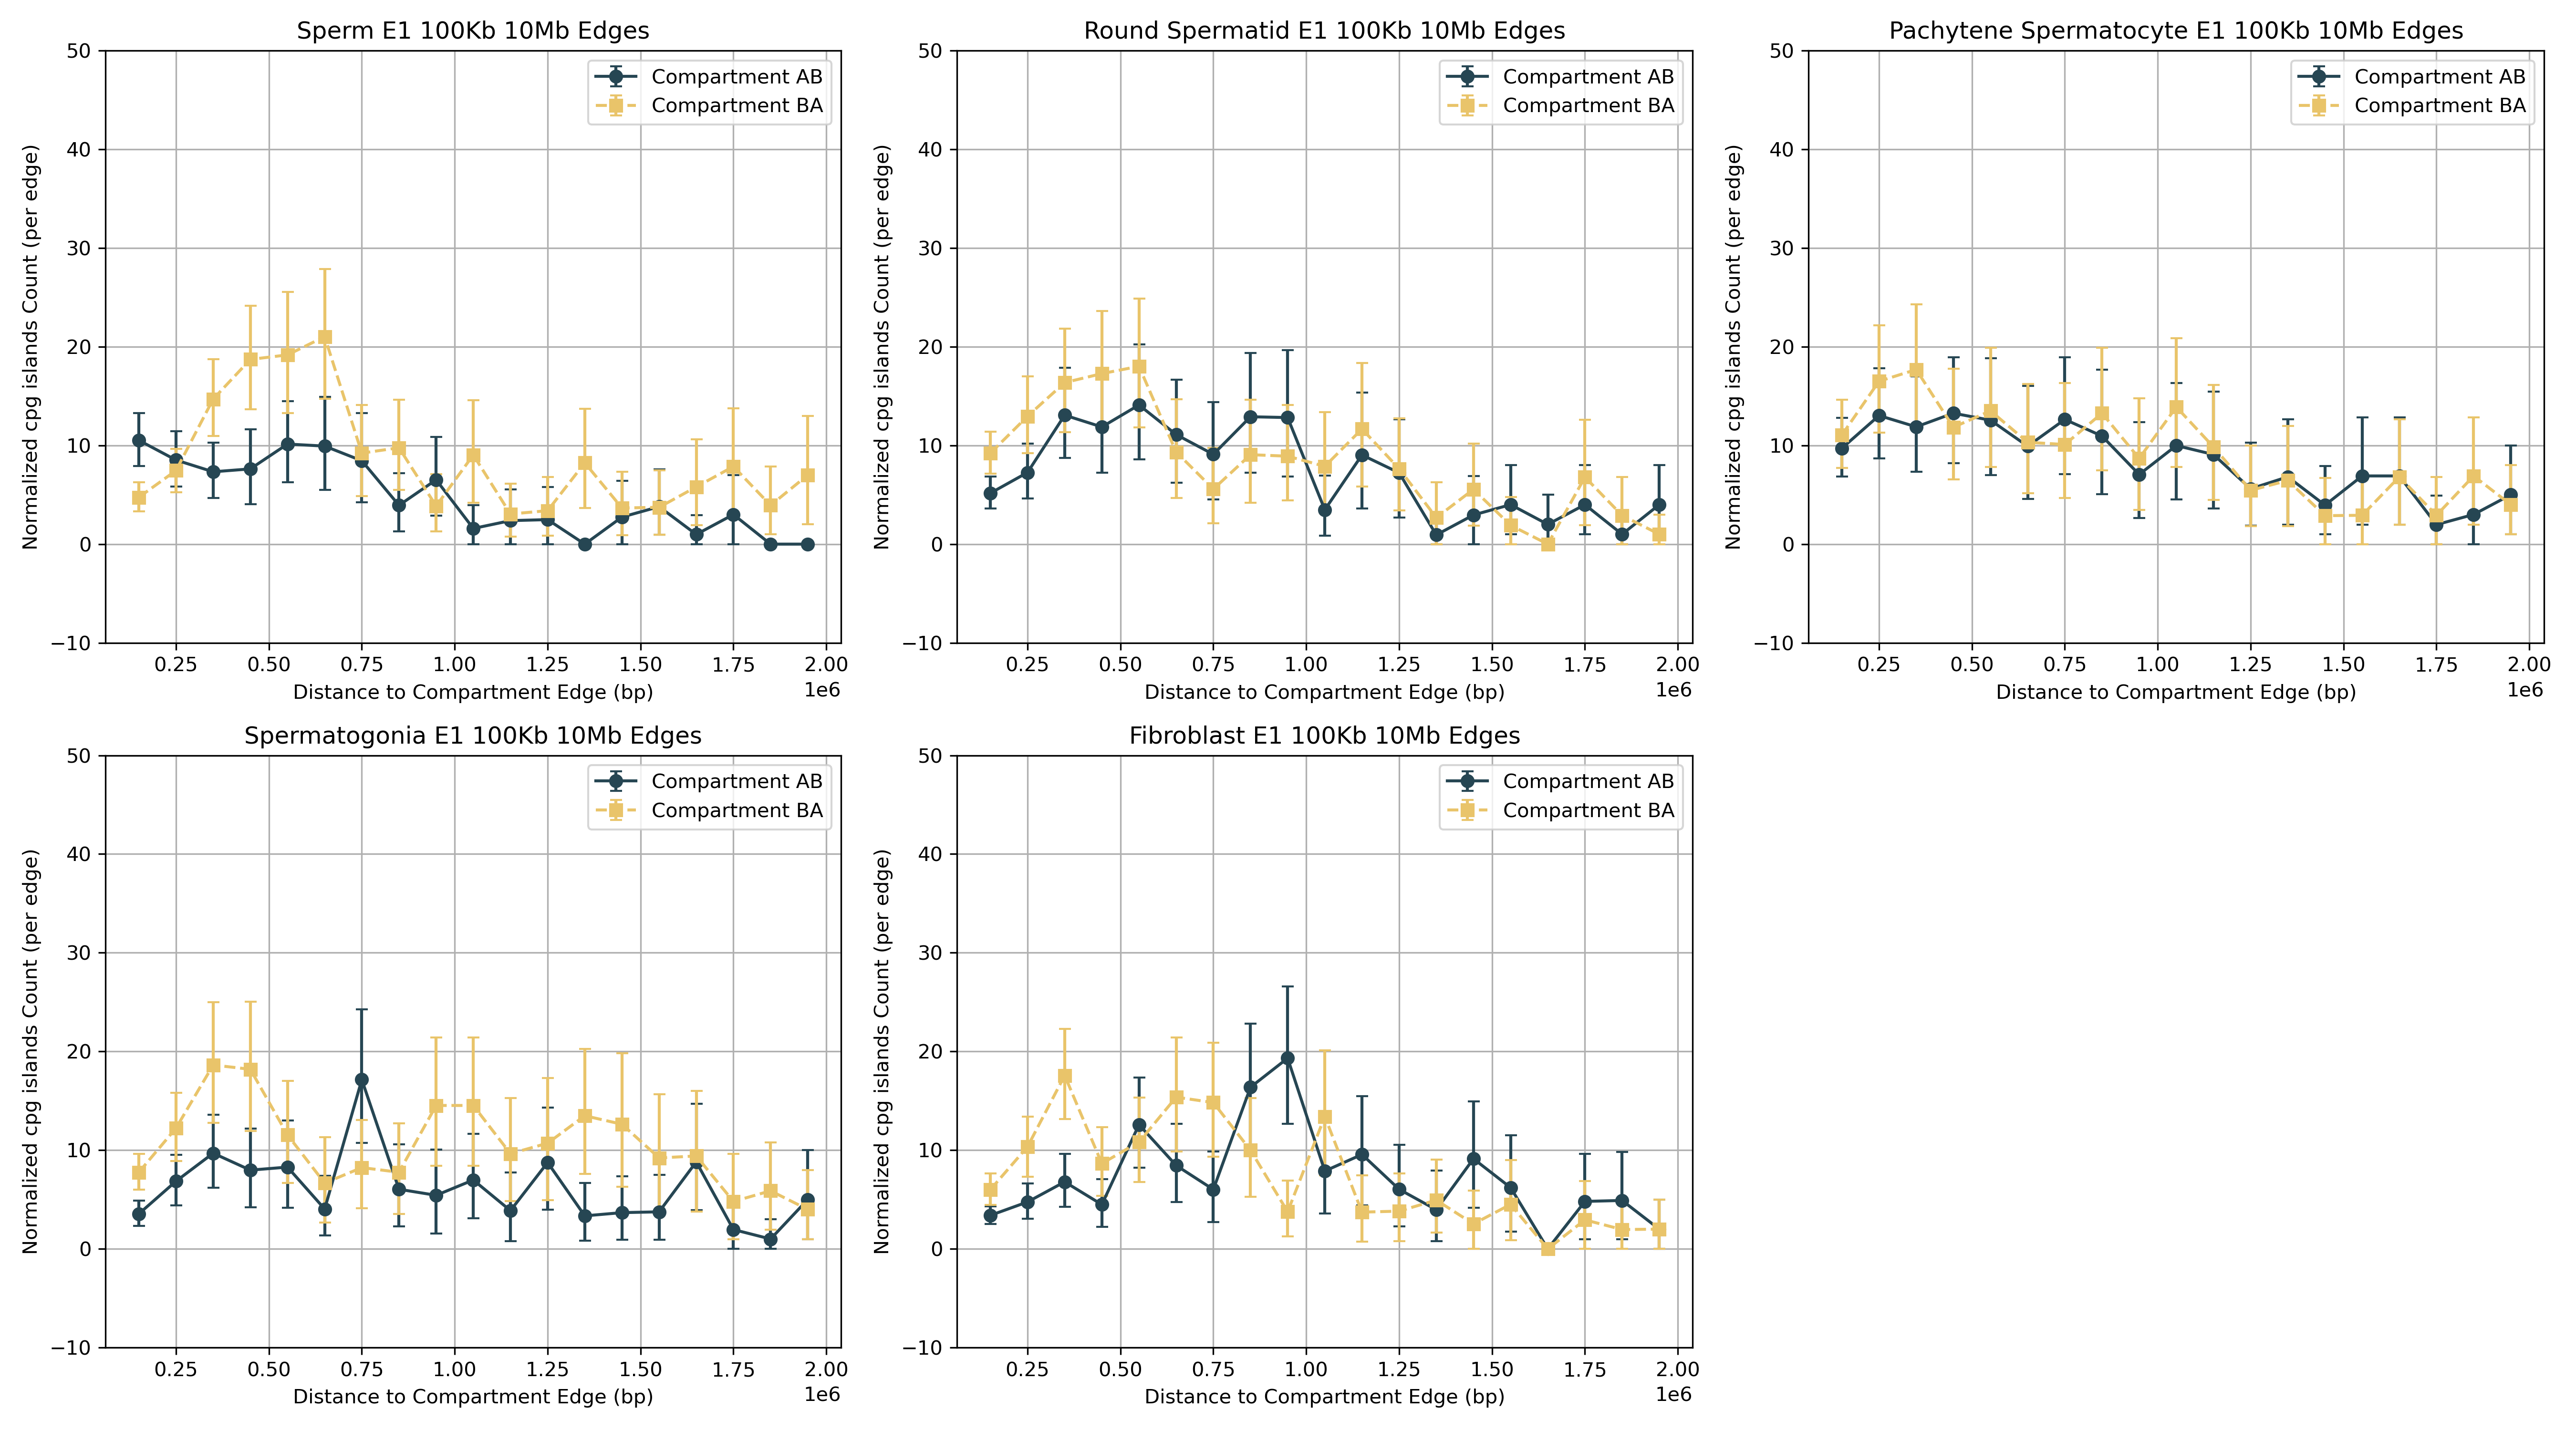 Sperm E1 100Kb 10Mb Edges
Normalized cpg islands Count (per edge)
50
40
30
20
10
0
−10
Compartment AB
Compartment BA
0.25 0.50 0.75 1.00 1.25 1.50 1.75 2.00
1e6
Distance to Compartment Edge (bp)
Round Spermatid E1 100Kb 10Mb Edges
Normalized cpg islands Count (per edge)
50
40
30
20
10
0
−10
Compartment AB
Compartment BA
0.25 0.50 0.75 1.00 1.25 1.50 1.75 2.00
1e6
Distance to Compartment Edge (bp)
Pachytene Spermatocyte E1 100Kb 10Mb Edges
Normalized cpg islands Count (per edge)
50
40
30
20
10
0
−10
Compartment AB
Compartment BA
0.25 0.50 0.75 1.00 1.25 1.50 1.75 2.00
1e6
Distance to Compartment Edge (bp)
Spermatogonia E1 100Kb 10Mb Edges
Normalized cpg islands Count (per edge)
50
40
30
20
10
0
−10
Compartment AB
Compartment BA
0.25 0.50 0.75 1.00 1.25 1.50 1.75 2.00
1e6
Distance to Compartment Edge (bp)
Fibroblast E1 100Kb 10Mb Edges
Normalized cpg islands Count (per edge)
50
40
30
20
10
0
−10
Compartment AB
Compartment BA
0.25 0.50 0.75 1.00 1.25 1.50 1.75 2.00
1e6
Distance to Compartment Edge (bp)